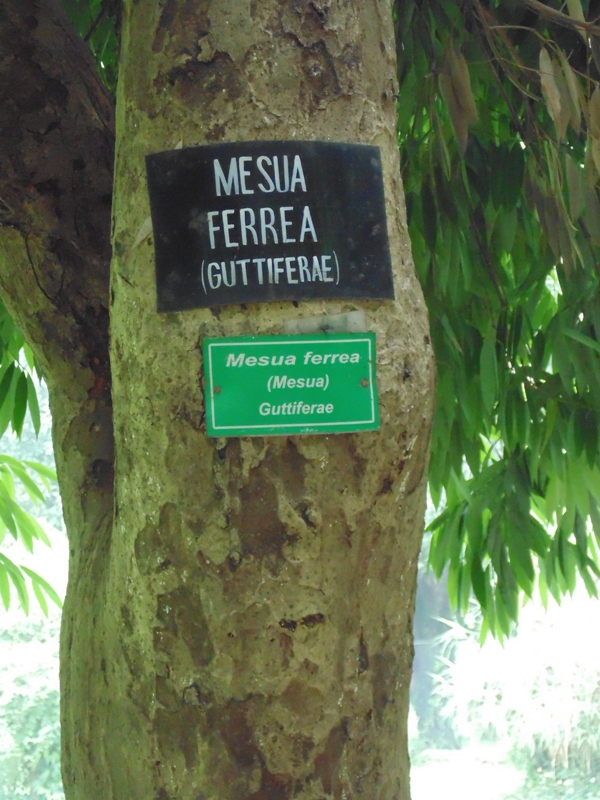 MESUA
FERREA
(GUTTIFERAE)
Mesua ferrea
(Mesua)
Guttiferae